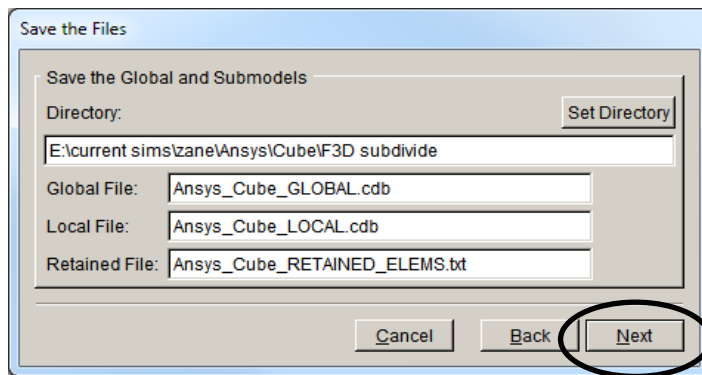 Save the Files
Save the Global and Submodels
Directory:
Set Directory
E:\current sims\zane\Ansys\Cube\F3D subdivide
Global File: Ansys_Cube_GLOBAL.cdb
Local File: Ansys_Cube_LOCAL.cdb
Retained File: Ansys_Cube_RETAINED_ELEMS.txt
Cancel Back Next